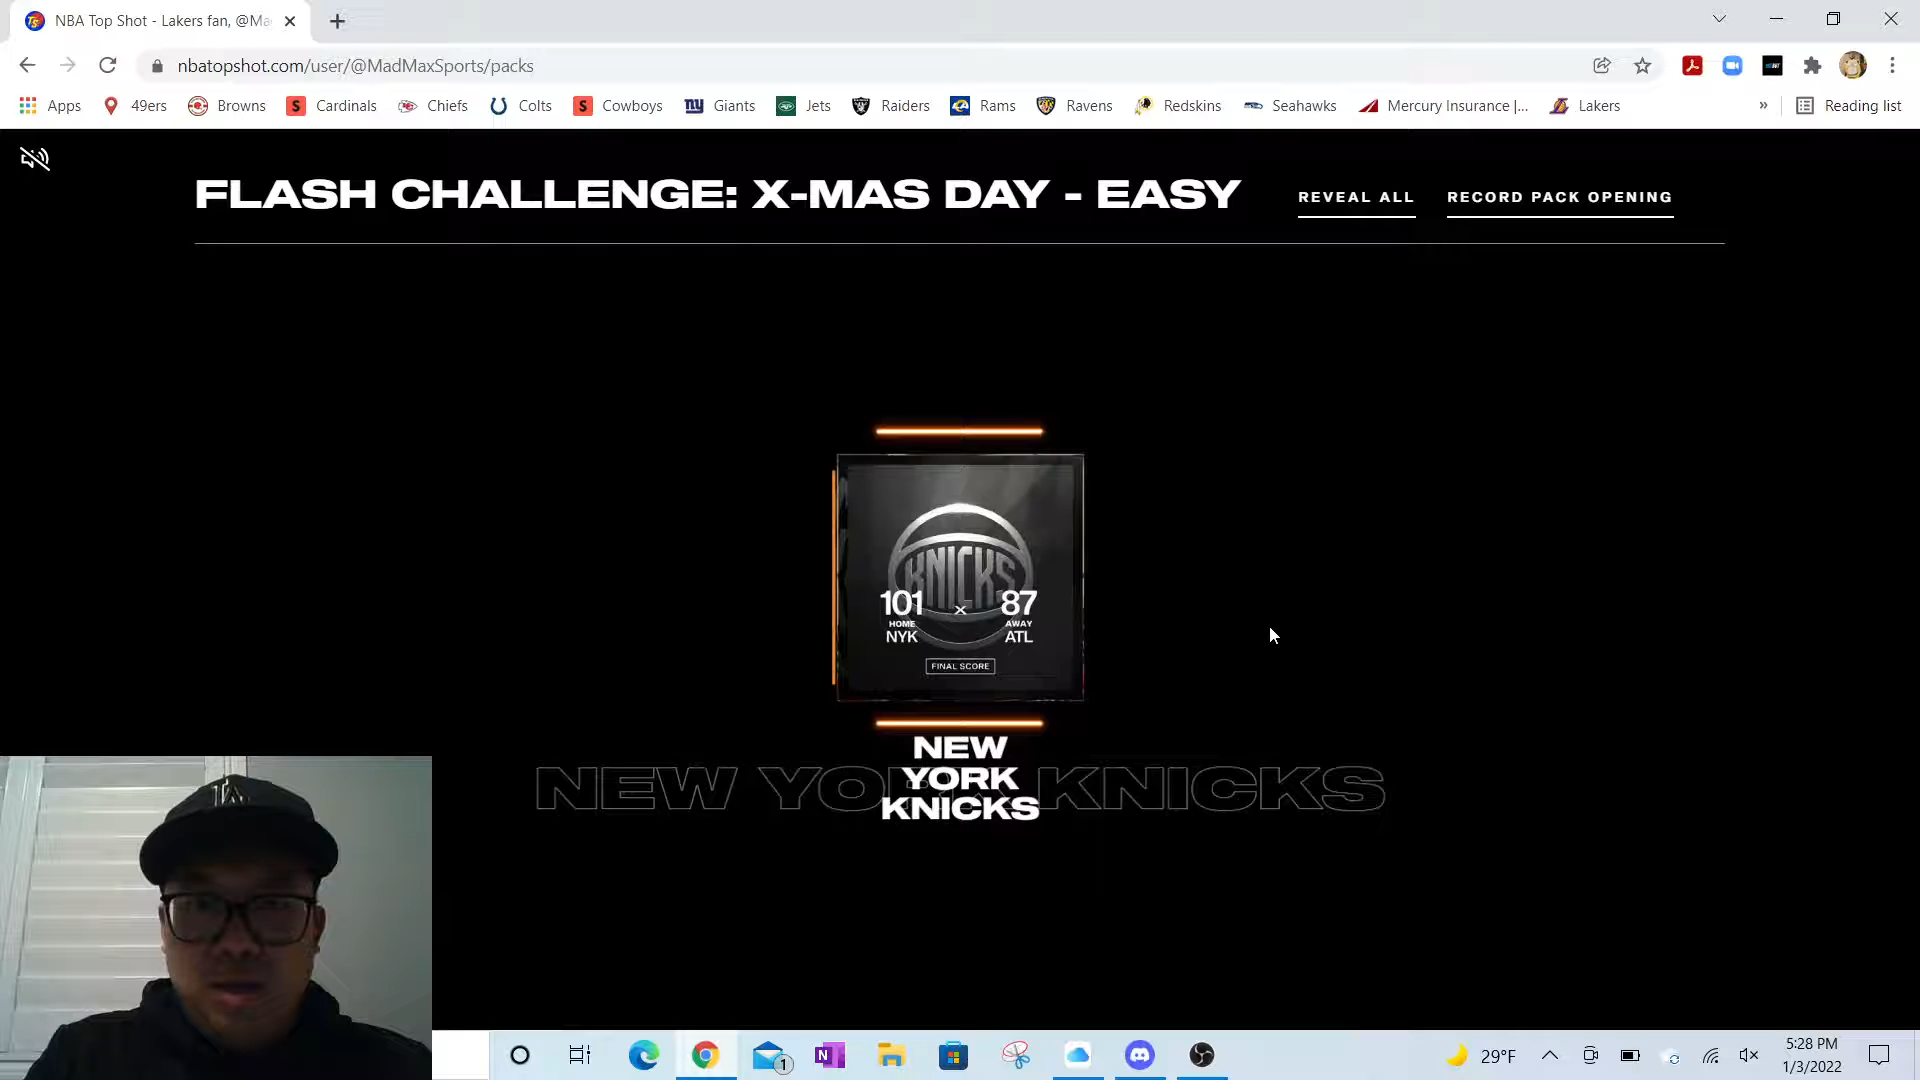 NBA Top Shot - Lakers fan, @Ma
nbatopshot.com/user/@MadMaxSports/packs
Apps 49ers Browns Cardinals Chiefs Colts Cowboys Giants Jets Raiders Rams Ravens Redskins Seahawks Mercury Insurance |... Lakers » Reading list
FLASH CHALLENGE: X-MAS DAY - EASY
REVEAL ALL
RECORD PACK OPENING
KNICKS
101 × 87
HOME AWAY
NYK ATL
FINAL SCORE
NEW YORK KNICKS
NEW
YORK
KNICKS
LA
1
29°F
5:28 PM
1/3/2022